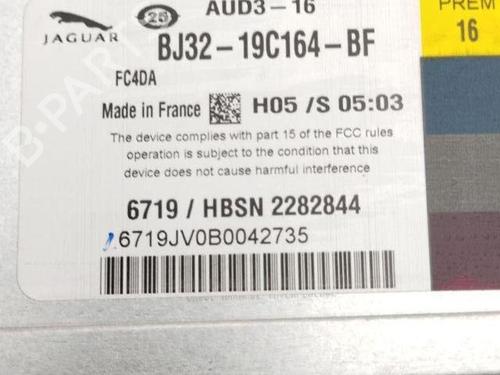 AUD3-16
PREM
25
JAGUAR
BJ32-19C164-BF
16
FC4DA
Made in France
H05 /S 05:03
The device complies with part 15 of the FCC rules
operation is subject to the condition that this
device does not cause harmful interference
6719 / HBSN 2282844
6719JV0B0042735
B-PARTS